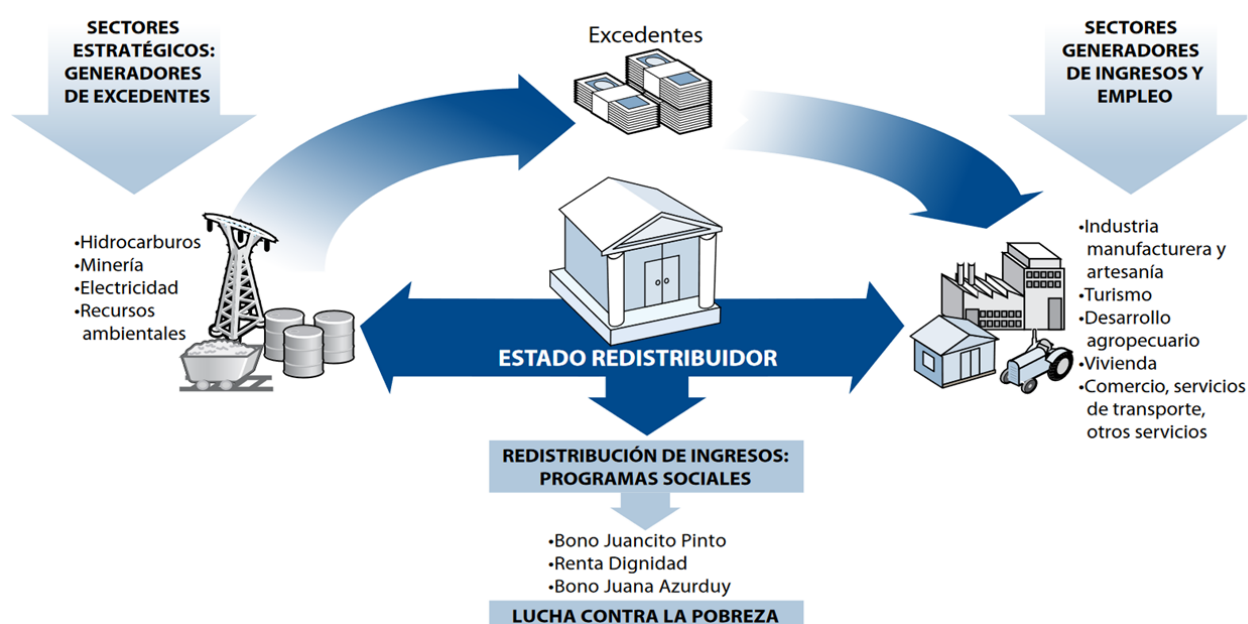 SECTORES
ESTRATÉGICOS:
GENERADORES
DE EXCEDENTES
•Hidrocarburos
•Minería
•Electricidad
•Recursos
ambientales
Excedentes
SECTORES
GENERADORES
DE INGRESOS Y
EMPLEO
•Industria
manufacturera y
artesanía
•Turismo
•Desarrollo
agropecuario
•Vivienda
•Comercio, servicios
de transporte,
otros servicios
ESTADO REDISTRIBUIDOR
REDISTRIBUCIÓN DE INGRESOS:
PROGRAMAS SOCIALES
•Bono Juancito Pinto
•Renta Dignidad
•Bono Juana Azurduy
LUCHA CONTRA LA POBREZA